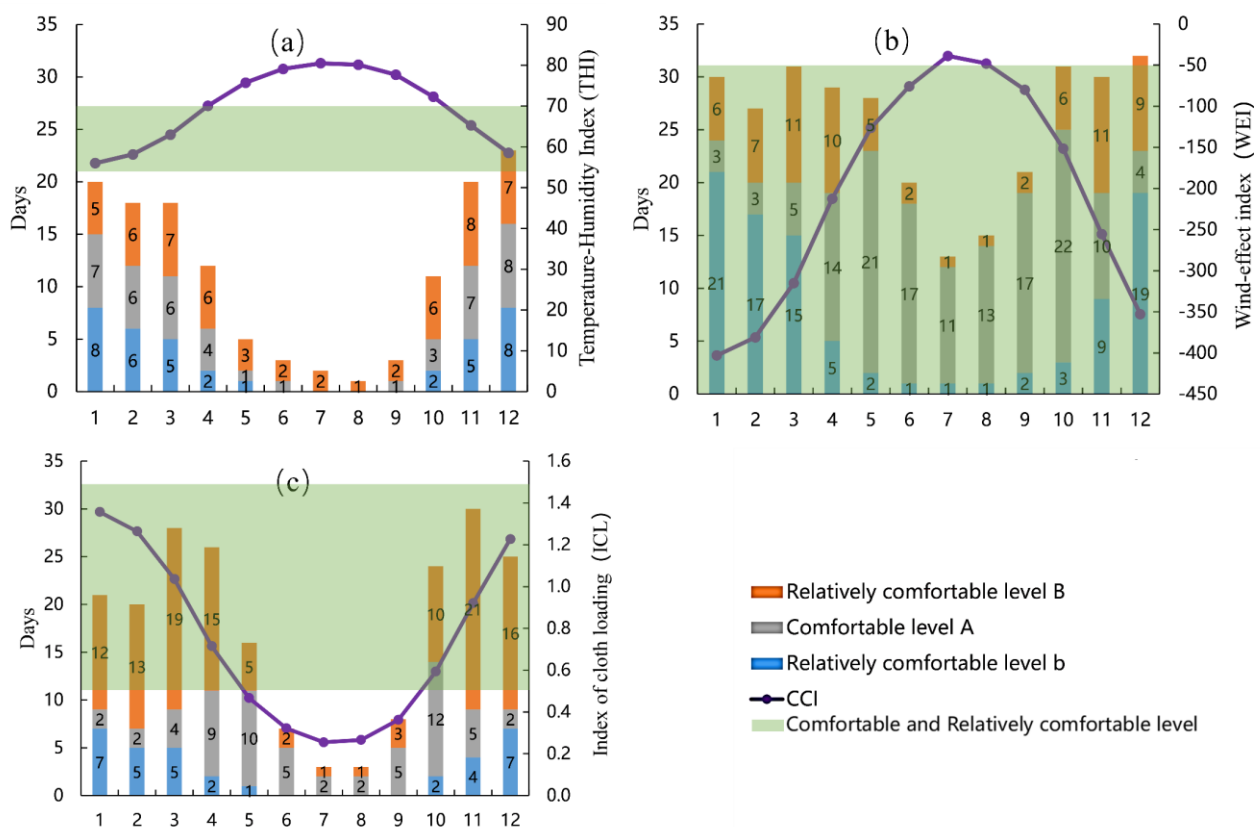 (a)
35
30
25
20
15
10
5
0
Days
90
80
70
60
50
40
30
20
10
0
Temperature-Humidity Index (THI)
5 6 7 6 3 2 2 1 2 6 8 7
7 6 6 4 1 1 1 3 7 8
8 6 5 2 1 2 5 8
1 2 3 4 5 6 7 8 9 10 11 12
(b)
35
30
25
20
15
10
5
0
Days
0
-50
-100
-150
-200
-250
-300
-350
-400
-450
Wind-effect index (WEI)
6 7 11 10 5 2 1 1 2 6 11 9
3 3 5 14 21 17 11 13 17 22 10 4
21 17 15 5 2 1 1 1 2 3 9 19
1 2 3 4 5 6 7 8 9 10 11 12
(c)
35
30
25
20
15
10
5
0
Days
1.6
1.4
1.2
1.0
0.8
0.6
0.4
0.2
0.0
Index of cloth loading (ICL)
12 13 19 15 5 2 1 1 3 10 21 16
2 2 4 9 10 5 2 2 5 12 5 2
7 5 5 2 1 2 4 7
1 2 3 4 5 6 7 8 9 10 11 12
Relatively comfortable level B
Comfortable level A
Relatively comfortable level b
CCI
Comfortable and Relatively comfortable level